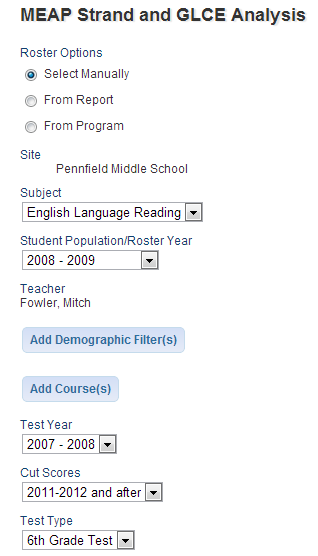 MEAP Strand and GLCE Analysis
Roster Options
Select Manually
From Report
From Program
Site
Pennfield Middle School
Subject
English Language Reading
Student Population/Roster Year
2008 - 2009
Teacher
Fowler, Mitch
Add Demographic Filter(s)
Add Course(s)
Test Year
2007 - 2008
Cut Scores
2011-2012 and after
Test Type
6th Grade Test